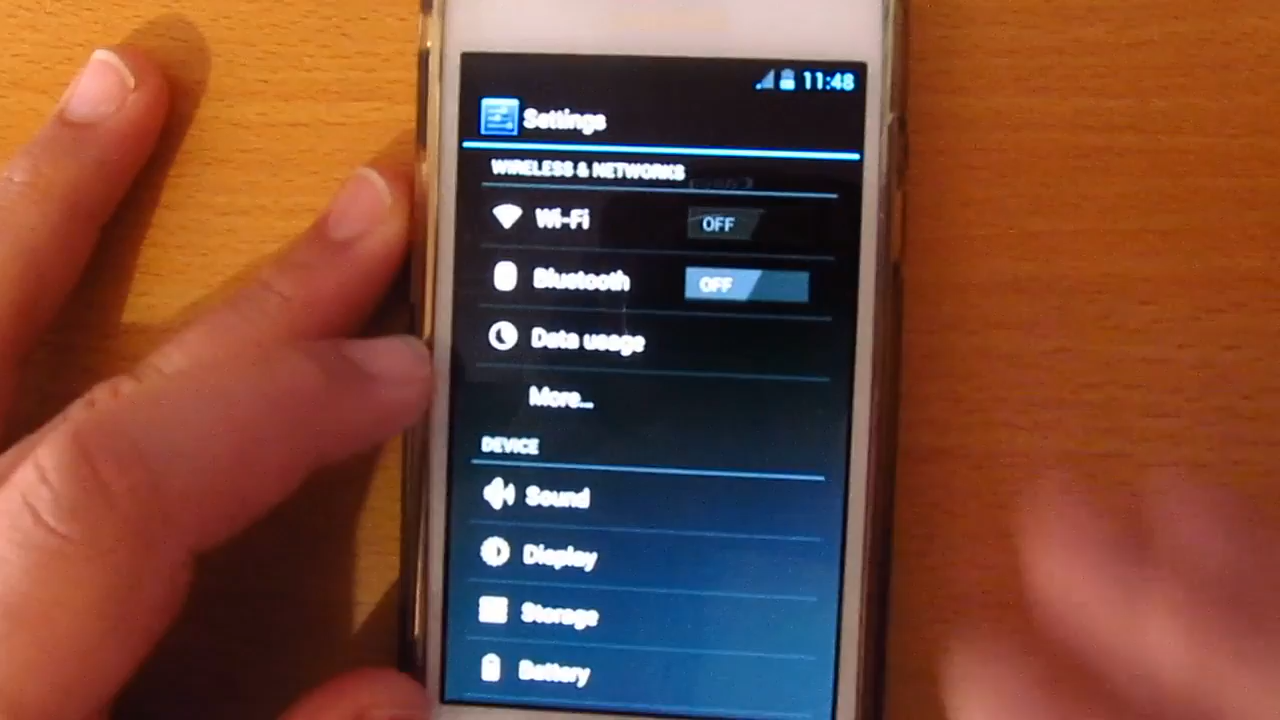 11:48
Settings
WIRELESS & NETWORKS
Wi-Fi OFF
Bluetooth OFF
Data usage
More...
DEVICE
Sound
Display
Storage
Battery